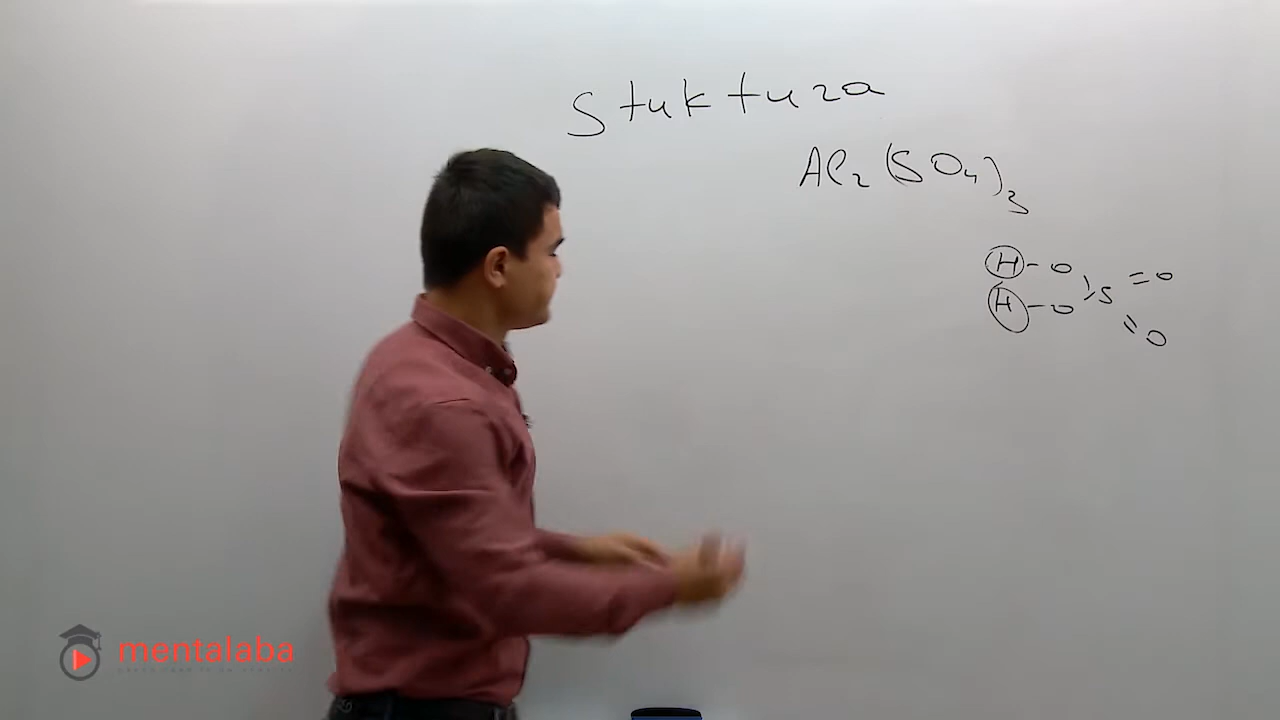 Stuktura
Al2(SO4)3
H-O
H-O
S
=O
=O
mentalaba